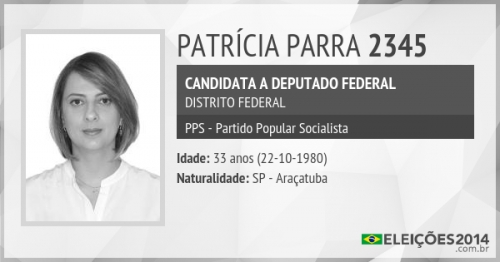 PATRÍCIA PARRA 2345
CANDIDATA A DEPUTADO FEDERAL
DISTRITO FEDERAL
PPS - Partido Popular Socialista
Idade: 33 anos (22-10-1980)
Naturalidade: SP - Araçatuba
ELEIÇÕES2014
.com.br